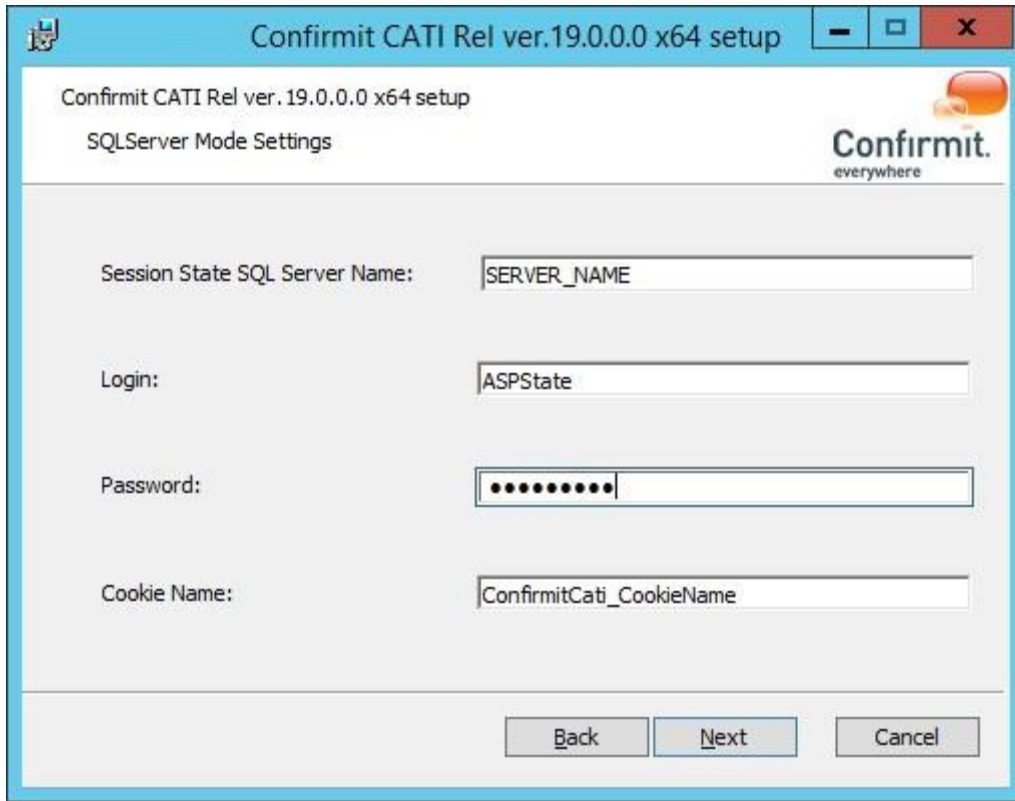 Confirmit CATI Rel ver.19.0.0.0 x64 setup
Confirmit CATI Rel ver. 19.0.0.0 x64 setup
SQLServer Mode Settings
Confirmit.
everywhere
Session State SQL Server Name:
SERVER_NAME
Login:
ASPState
Password:
●●●●●●●●●
Cookie Name:
ConfirmitCati_CookieName
Back
Next
Cancel